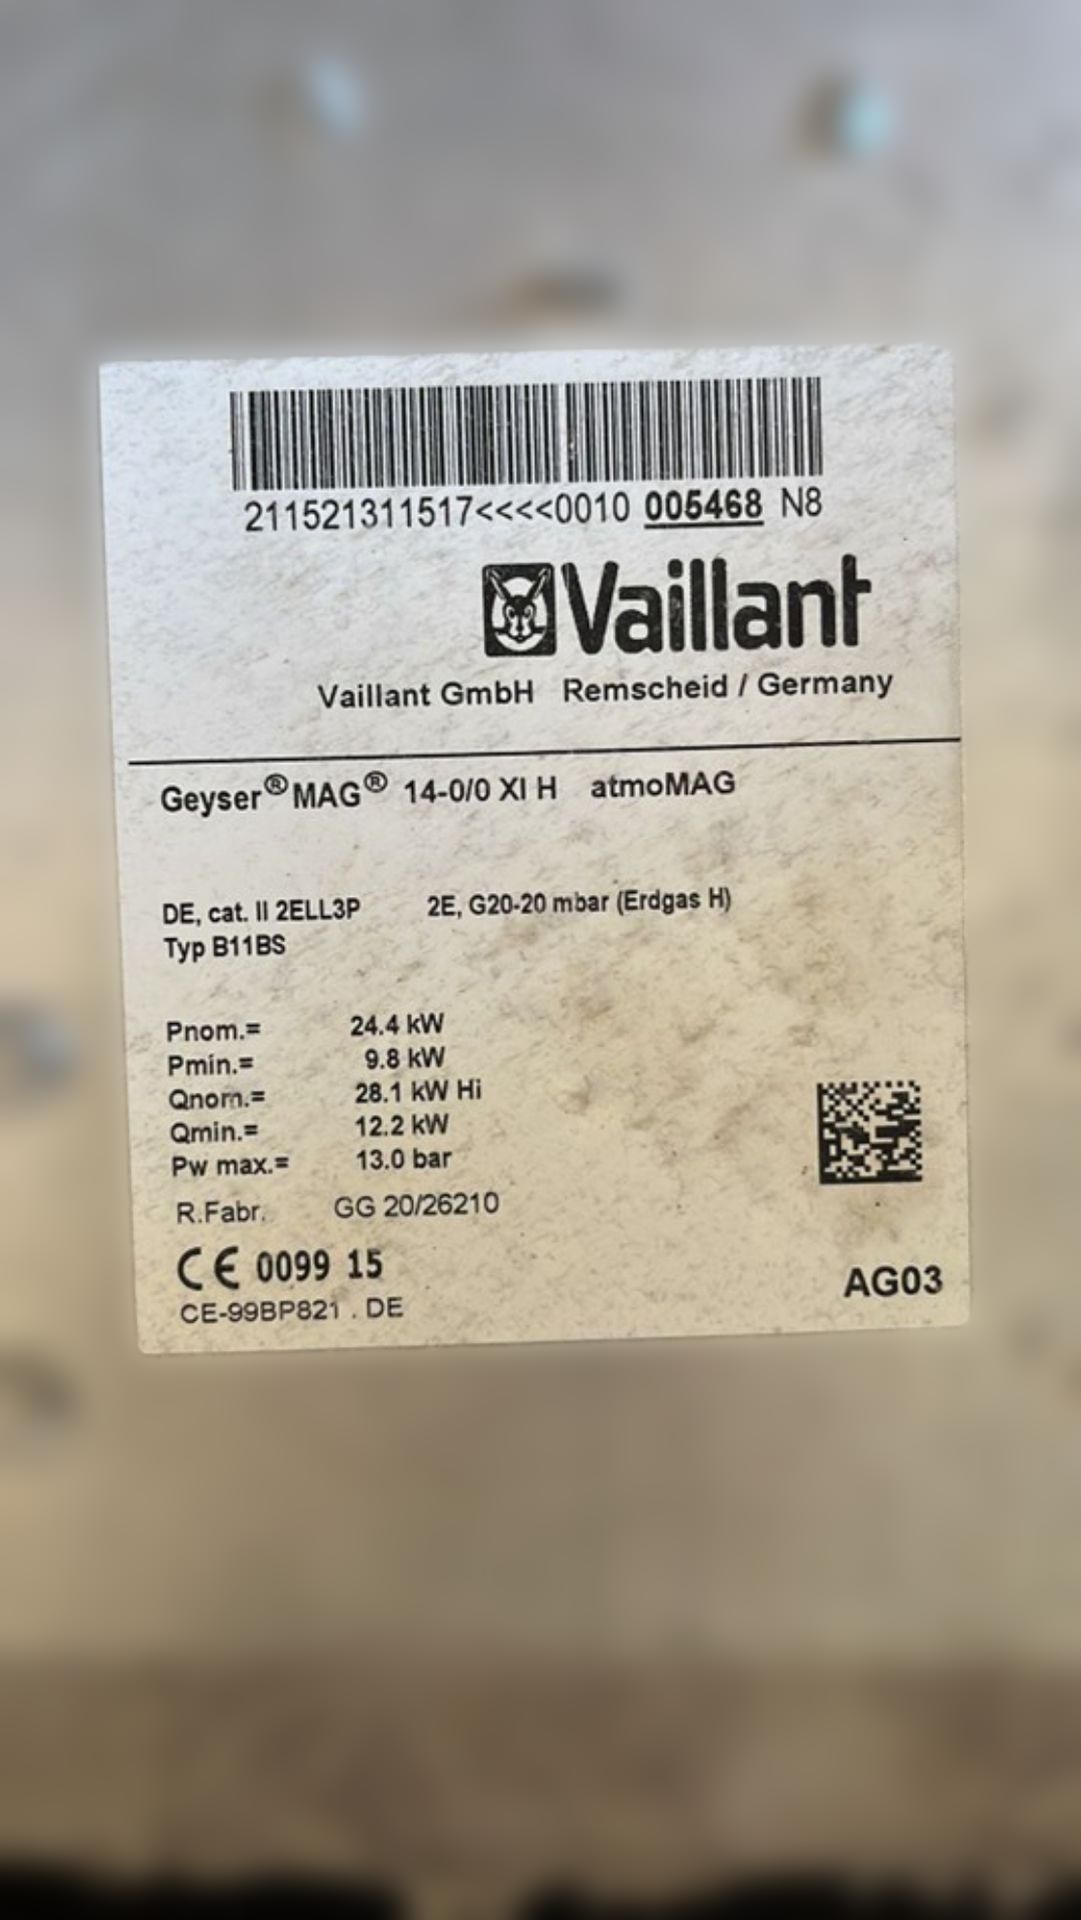 211521311517<<<<0010 005468 N8
Vaillant
Vaillant GmbH Remscheid / Germany
Geyser®MAG® 14-0/0 XI H atmoMAG
DE, cat. II 2ELL3P 2E, G20-20 mbar (Erdgas H)
Typ B11BS
Pnom.= 24.4 kW
Pmin.= 9.8 kW
Qnom.= 28.1 kW Hi
Qmin.= 12.2 kW
Pw max.= 13.0 bar
R.Fabr. GG 20/26210
CE 0099 15
CE-99BP821 . DE
AG03